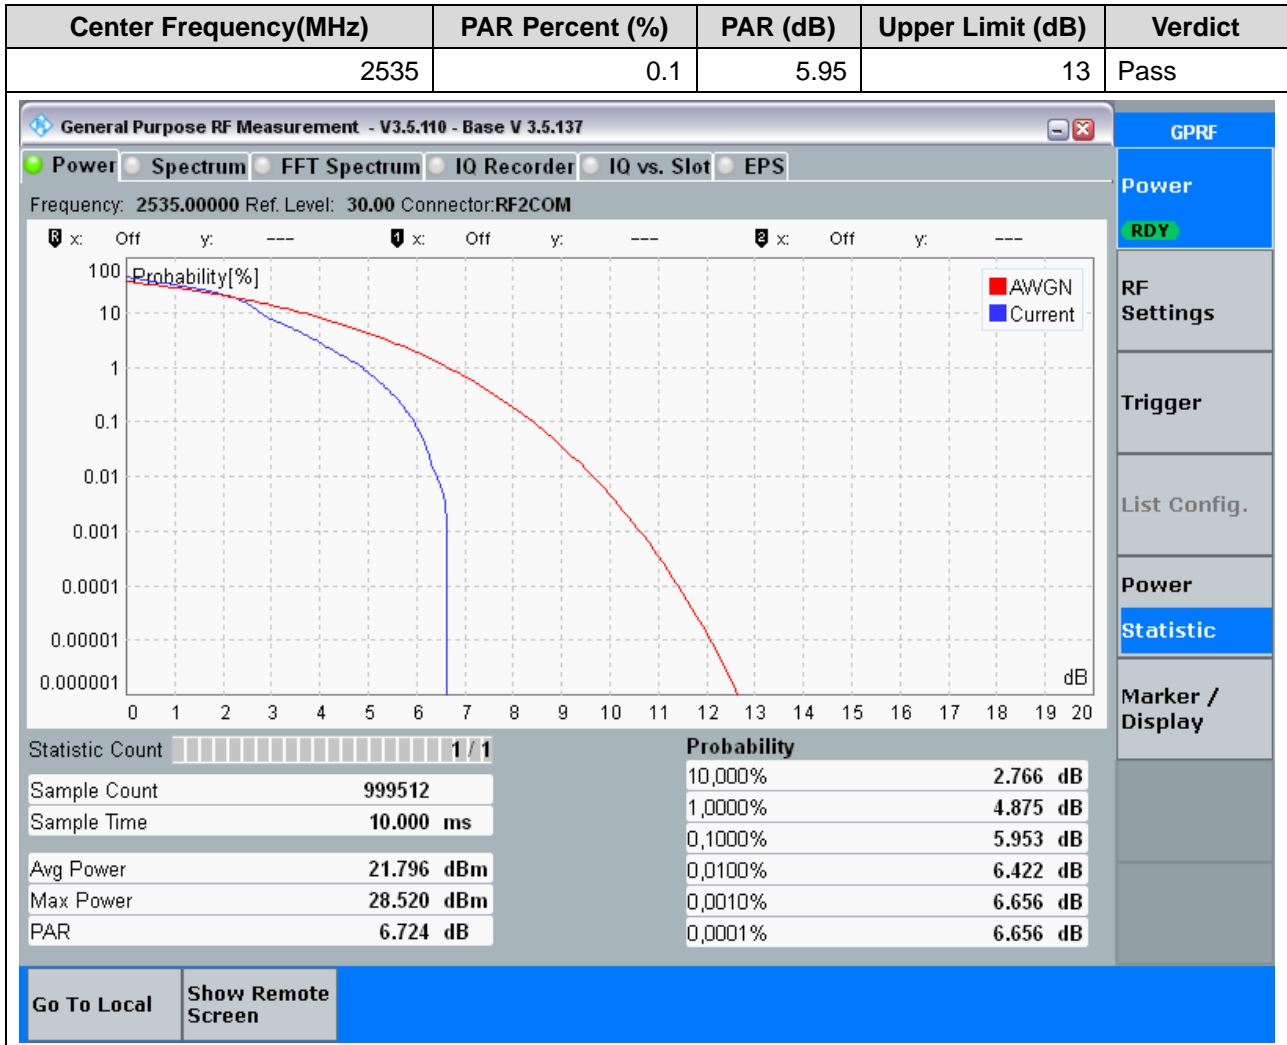 Center Frequency(MHz) PAR Percent (%) PAR (dB) Upper Limit (dB) Verdict
2535 0.1 5.95 13 Pass
General Purpose RF Measurement - V3.5.110 - Base V 3.5.137
Power Spectrum FFT Spectrum IQ Recorder IQ vs. Slot EPS
Frequency: 2535.00000 Ref. Level: 30.00 Connector:RF2COM
R x: Off y: --- 1 x: Off y: --- 2 x: Off y: ---
Probability[%]
AWGN
Current
100
10
1
0.1
0.01
0.001
0.0001
0.00001
0.000001
dB
0 1 2 3 4 5 6 7 8 9 10 11 12 13 14 15 16 17 18 19 20
Statistic Count 1 / 1
Sample Count 999512
Sample Time 10.000 ms
Avg Power 21.796 dBm
Max Power 28.520 dBm
PAR 6.724 dB
Probability
10,000% 2.766 dB
1,0000% 4.875 dB
0,1000% 5.953 dB
0,0100% 6.422 dB
0,0010% 6.656 dB
0,0001% 6.656 dB
GPRF
Power
RDY
RF
Settings
Trigger
List Config.
Power
Statistic
Marker /
Display
Go To Local
Show Remote
Screen